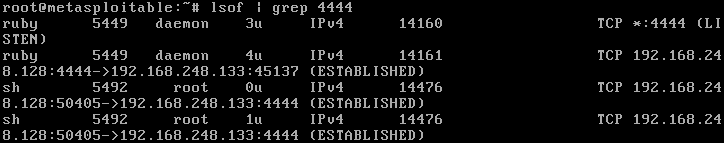 root@metasploitable:~# lsof | grep 4444
ruby      5449   daemon    3u     IPv4      14160                 TCP *:4444 (LI
STEN)
ruby      5449   daemon    4u     IPv4      14161                 TCP 192.168.24
8.128:4444->192.168.248.133:45137 (ESTABLISHED)
sh        5492     root    0u     IPv4      14476                 TCP 192.168.24
8.128:50405->192.168.248.133:4444 (ESTABLISHED)
sh        5492     root    1u     IPv4      14476                 TCP 192.168.24
8.128:50405->192.168.248.133:4444 (ESTABLISHED)